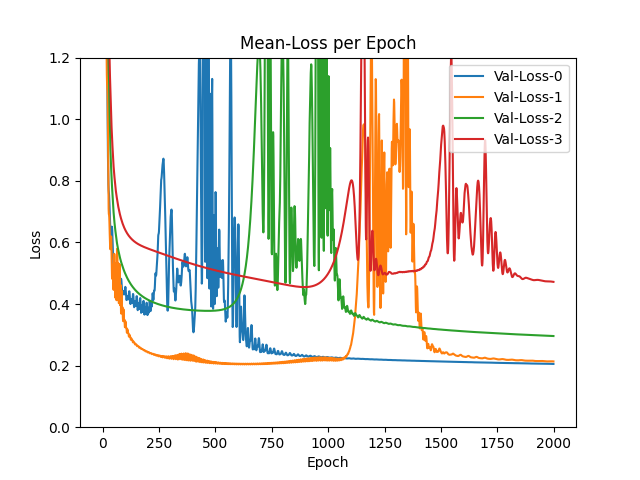 Mean-Loss per Epoch
1.2
1.0
0.8
0.6
0.4
0.2
0.0
Loss
Val-Loss-0
Val-Loss-1
Val-Loss-2
Val-Loss-3
0 250 500 750 1000 1250 1500 1750 2000
Epoch